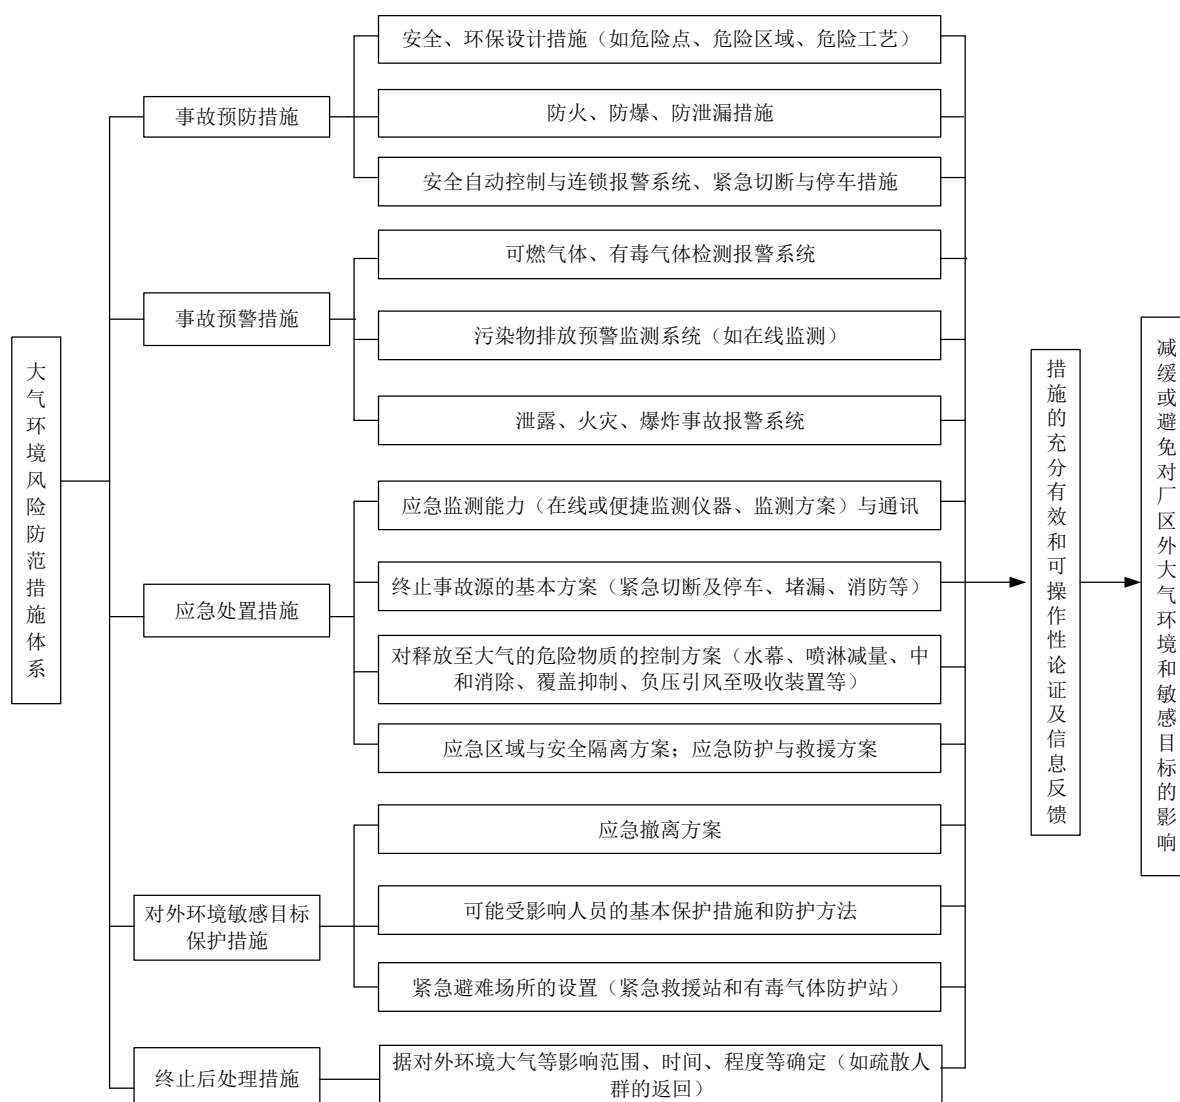 大气环境风险防范措施体系
事故预防措施
安全、环保设计措施（如危险点、危险区域、危险工艺）
防火、防爆、防泄漏措施
安全自动控制与连锁报警系统、紧急切断与停车措施
事故预警措施
可燃气体、有毒气体检测报警系统
污染物排放预警监测系统（如在线监测）
泄露、火灾、爆炸事故报警系统
应急处置措施
应急监测能力（在线或便捷监测仪器、监测方案）与通讯
终止事故源的基本方案（紧急切断及停车、堵漏、消防等）
对释放至大气的危险物质的控制方案（水幕、喷淋减量、中
和消除、覆盖抑制、负压引风至吸收装置等）
应急区域与安全隔离方案；应急防护与救援方案
对外环境敏感目标
保护措施
应急撤离方案
可能受影响人员的基本保护措施和防护方法
紧急避难场所的设置（紧急救援站和有毒气体防护站）
终止后处理措施
据对外环境大气等影响范围、时间、程度等确定（如疏散人
群的返回）
措施的充分有效和可操作性论证及信息反馈
减缓或避免对厂区外大气环境和敏感目标的影响